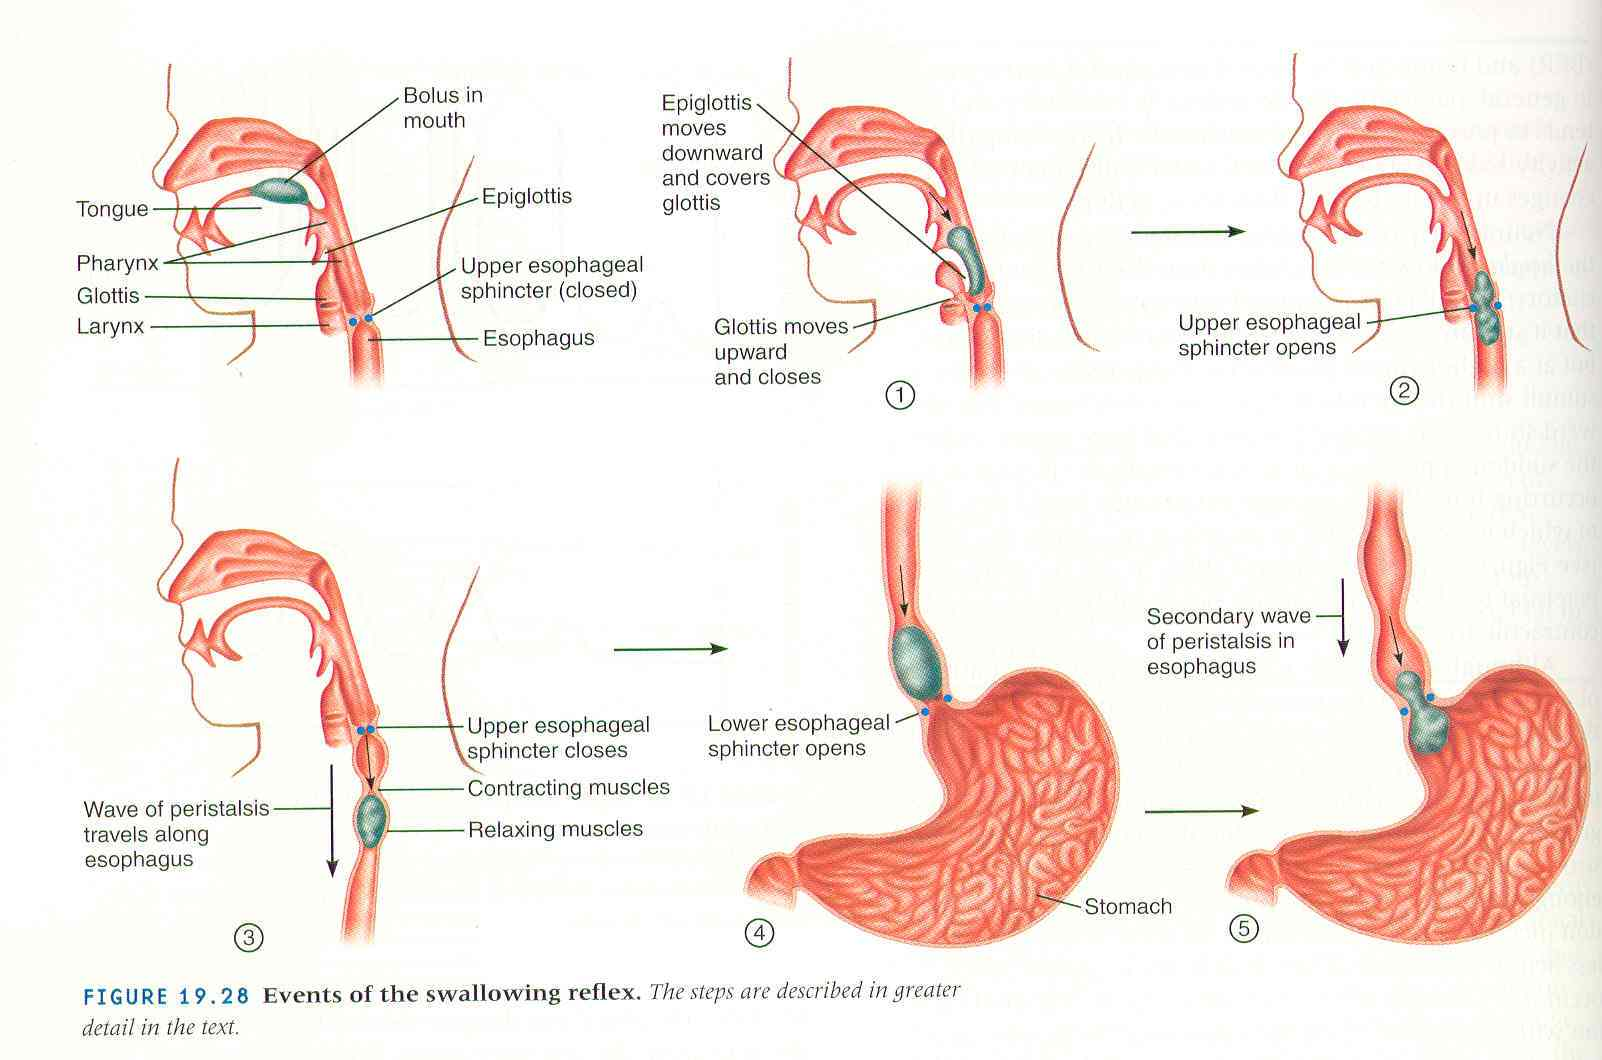 Bolus in
mouth
Tongue
Epiglottis
Pharynx
Glottis
Larynx
Upper esophageal
sphincter (closed)
Esophagus
Epiglottis
moves
downward
and covers
glottis
Glottis moves
upward
and closes
1
Upper esophageal
sphincter opens
2
Upper esophageal
sphincter closes
Contracting muscles
Relaxing muscles
Wave of peristalsis
travels along
esophagus
3
Lower esophageal
sphincter opens
Stomach
4
Secondary wave
of peristalsis in
esophagus
5
FIGURE 19.28 Events of the swallowing reflex. The steps are described in greater
detail in the text.